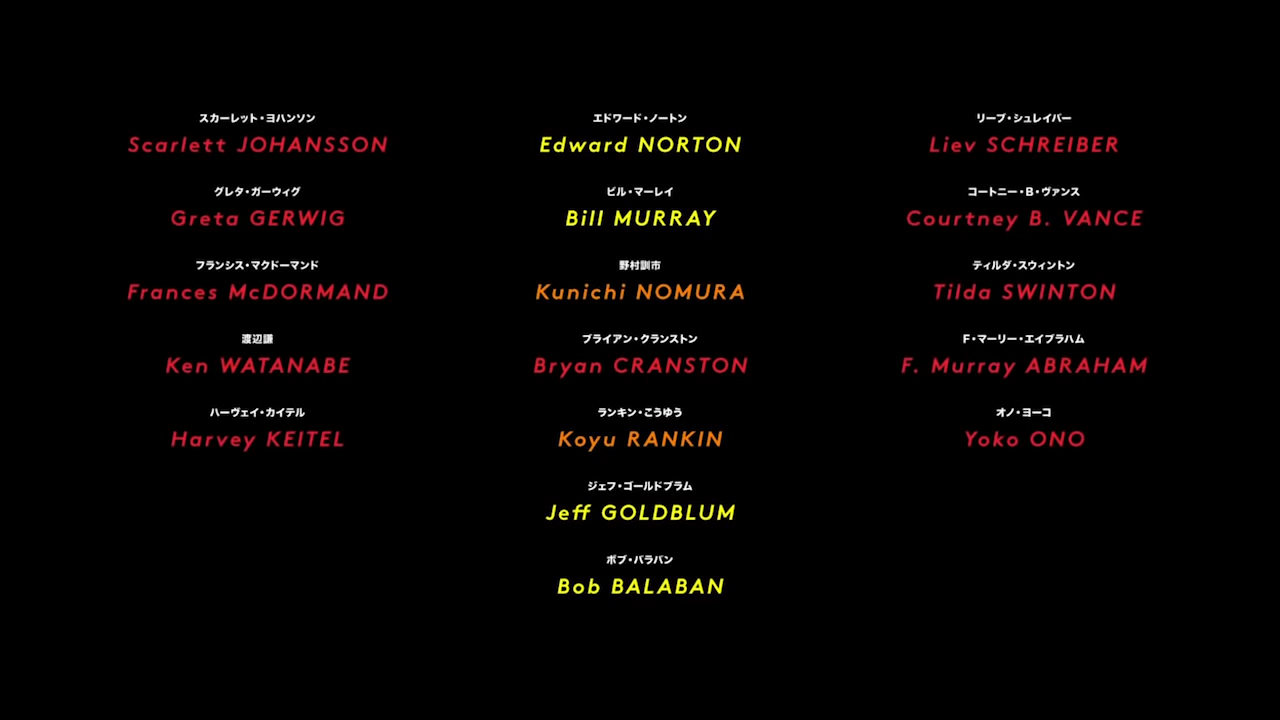 スカーレット・ヨハンソン
Scarlett JOHANSSON
グレタ・ガーウィグ
Greta GERWIG
フランシス・マクドーマンド
Frances McDORMAND
渡辺謙
Ken WATANABE
ハーヴェイ・カイテル
Harvey KEITEL
エドワード・ノートン
Edward NORTON
ビル・マーレイ
Bill MURRAY
野村訓市
Kunichi NOMURA
ブライアン・クランストン
Bryan CRANSTON
ランキン・こうゆう
Koyu RANKIN
ジェフ・ゴールドブラム
Jeff GOLDBLUM
ボブ・バラバン
Bob BALABAN
リーブ・シュレイバー
Liev SCHREIBER
コートニー・B・ヴァンス
Courtney B. VANCE
ティルダ・スウィントン
Tilda SWINTON
F・マーリー・エイブラハム
F. Murray ABRAHAM
オノ・ヨーコ
Yoko ONO